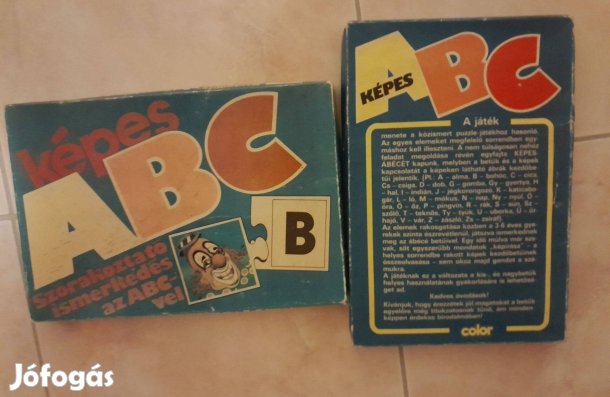 képes
ABC
Szórakoztató
ismerkedés
az ABC-
vel
B
KÉPES
ABC
A játék
menete a közismert puzzle-játékhoz hasonló.
Az egyes elemeket megfelelő sorrendben egy-
máshoz kell illeszteni. A nem túlságosan nehéz
feladat megoldása révén egyfajta KÉPES-
ÁBÉCÉT kapunk, melyben a betűk és a képek
kapcsolatát a képeken látható ábrák kezdőbe-
tűi jelentik. (Pl.: A – alma, B – bohóc, C – cica,
Cs – csiga, D – dob, G – gomba, Gy – gyertya, H
– hal, I – indián, J – jégkorongozó, K – katicabo-
gár, L – ló, M – mókus, N – nap, Ny – nyúl, Ó –
óra, Ő – őz, P – pingvin, R – rák, S – sün, Sz –
szőlő, T – teknős, Ty – tyúk, U – uborka, Ű – űr-
hajó, V – vár, Z – zászló, Zs – zsiráf).
Az elemek rakosgatása közben a 3-6 éves gye-
rekek szinte észrevétlenül, játszva ismerkednek
meg az ábécé betűivel. Egy idő múlva már sza-
vak, sőt egyszerűbb mondatok „képírása” – a
helyes sorrendbe rakott képek kezdőbetűinek
összeolvasása – sem okoz majd gondot a szá-
mukra.
A játéknak ez a változata a kis- és nagybetűk
helyes használatának gyakorlására is lehetősé-
get ad.
Kedves óvodások!
Kívánjuk, hogy érezzétek jól magatokat a betűk
egyelőre még titokzatosnak tűnő, ám minden-
képpen érdekes birodalmában!
color
Jófogás